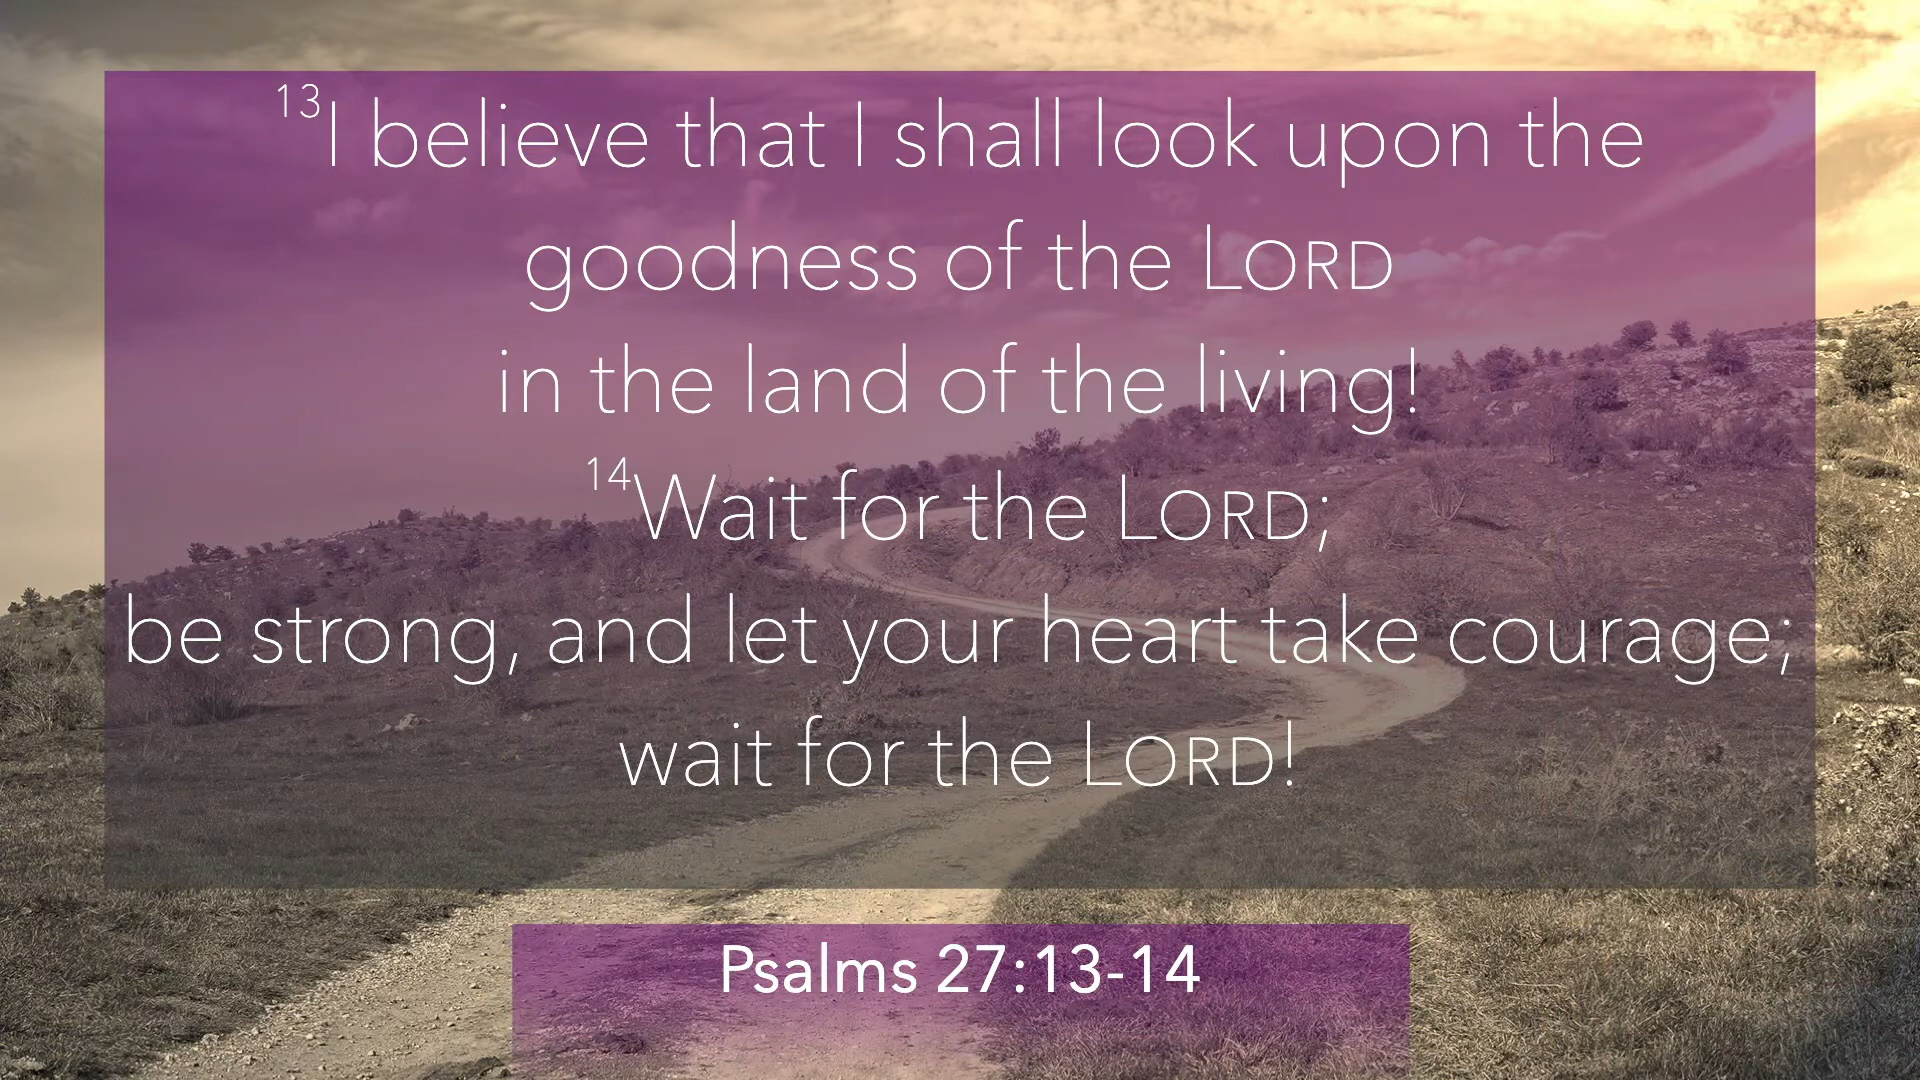 13I believe that I shall look upon the
goodness of the LORD
in the land of the living!
14Wait for the LORD;
be strong, and let your heart take courage;
wait for the LORD!
Psalms 27:13-14